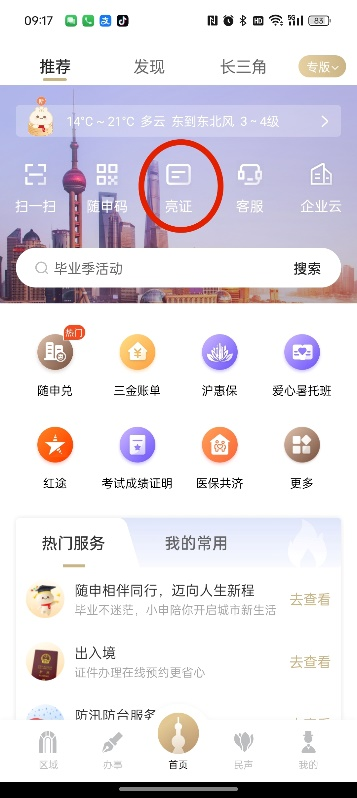 09:17
HD
5G
83
推荐
发现
长三角
专版
14°C～21°C 多云 东到东北风 3～4级
扫一扫
随申码
亮证
客服
企业云
毕业季活动
搜索
热门
随申兑
三金账单
沪惠保
爱心暑托班
红途
考试成绩证明
医保共济
更多
热门服务
我的常用
随申相伴同行，迈向人生新程
毕业不迷茫，小申陪你开启城市新生活
去查看
出入境
证件办理在线预约更省心
去查看
防汛防台服务
区域
办事
首页
民声
我的